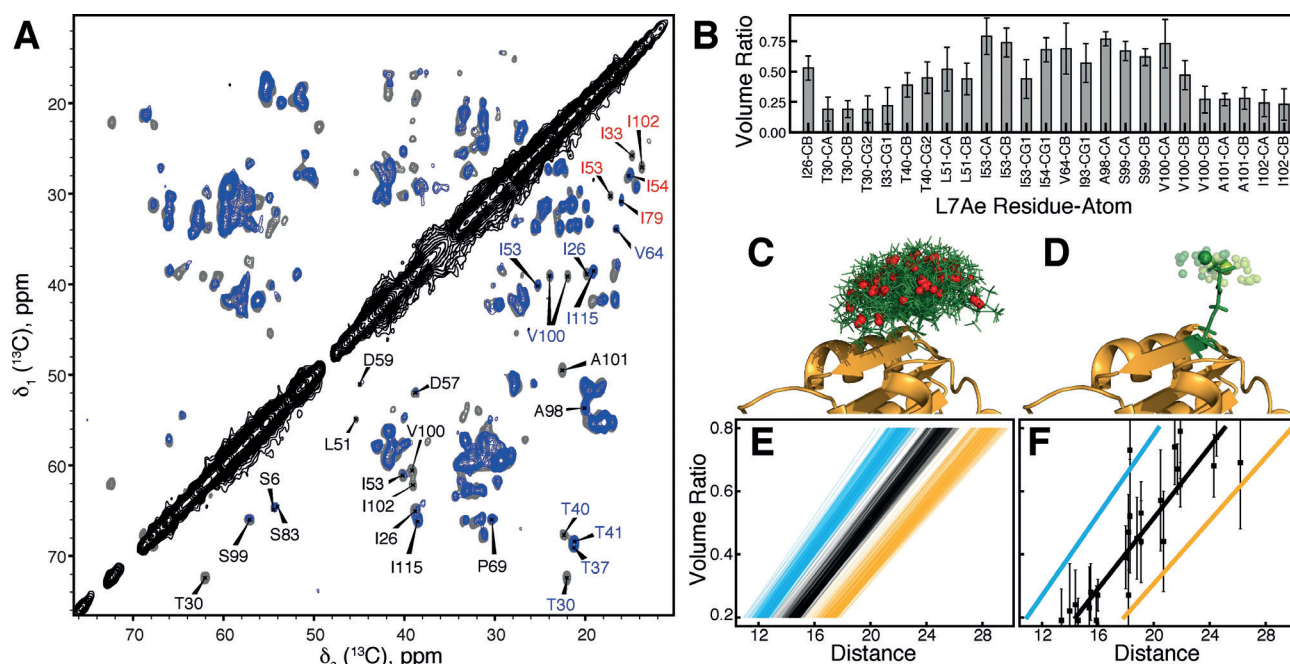 A
δ1 (13C), ppm
20
30
40
50
60
70
I102
I33
I53
I54
I79
V64
I53
I26
I115
V100
D59
D57
A101
A98
L51
V100
I53
I102
I26
I115
P69
S6
S83
S99
T30
T40
T41
T37
T30
70
60
50
40
30
20
(13C), ppm
B
Volume Ratio
0.75
0.50
0.25
0.00
I26-CB
T30-CA
T30-CB
T30-CG2
I33-CG1
T40-CB
T40-CG2
L51-CA
L51-CB
I53-CA
I53-CB
I53-CG1
I54-CG1
V64-CB
I93-CG1
A98-CA
S99-CA
S99-CB
V100-CA
V100-CB
V100-CB
A101-CA
A101-CB
I102-CA
I102-CB
L7Ae Residue-Atom
C
D
E
Volume Ratio
0.8
0.6
0.4
0.2
12
16
20
24
28
Distance
F
12
16
20
24
28
Distance